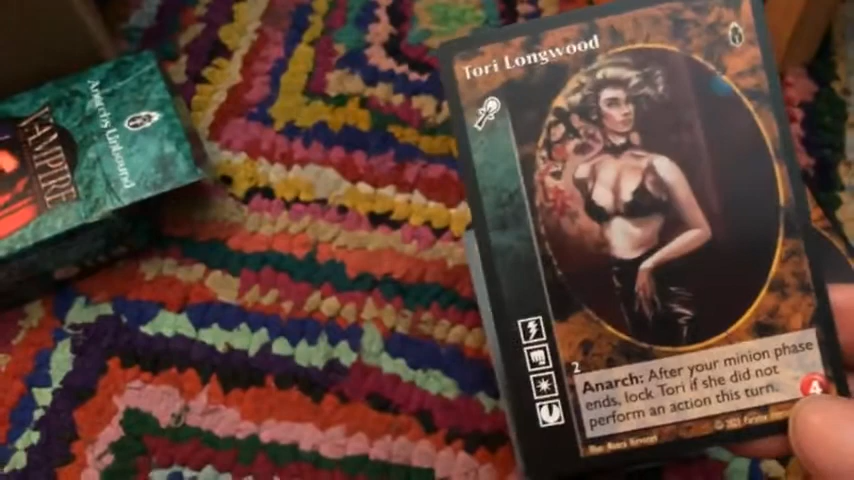 Tori Longwood
2
Anarch: After your minion phase
ends, lock Tori if she did not
perform an action this turn.
4
Anarchs Unbound
VAMPIRE